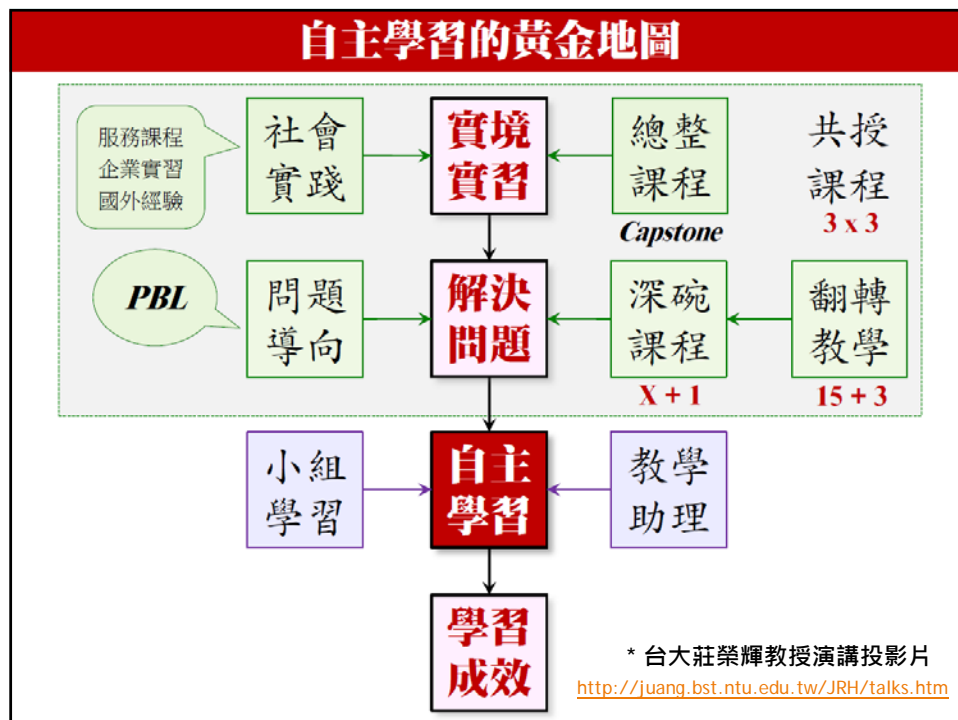 自主學習的黃金地圖
服務課程
企業實習
國外經驗
社會
實踐
實境
實習
總整
課程
Capstone
共授
課程
3 x 3
PBL
問題
導向
解決
問題
深碗
課程
X + 1
翻轉
教學
15 + 3
小組
學習
自主
學習
教學
助理
學習
成效
* 台大莊榮輝教授演講投影片
http://juang.bst.ntu.edu.tw/JRH/talks.htm